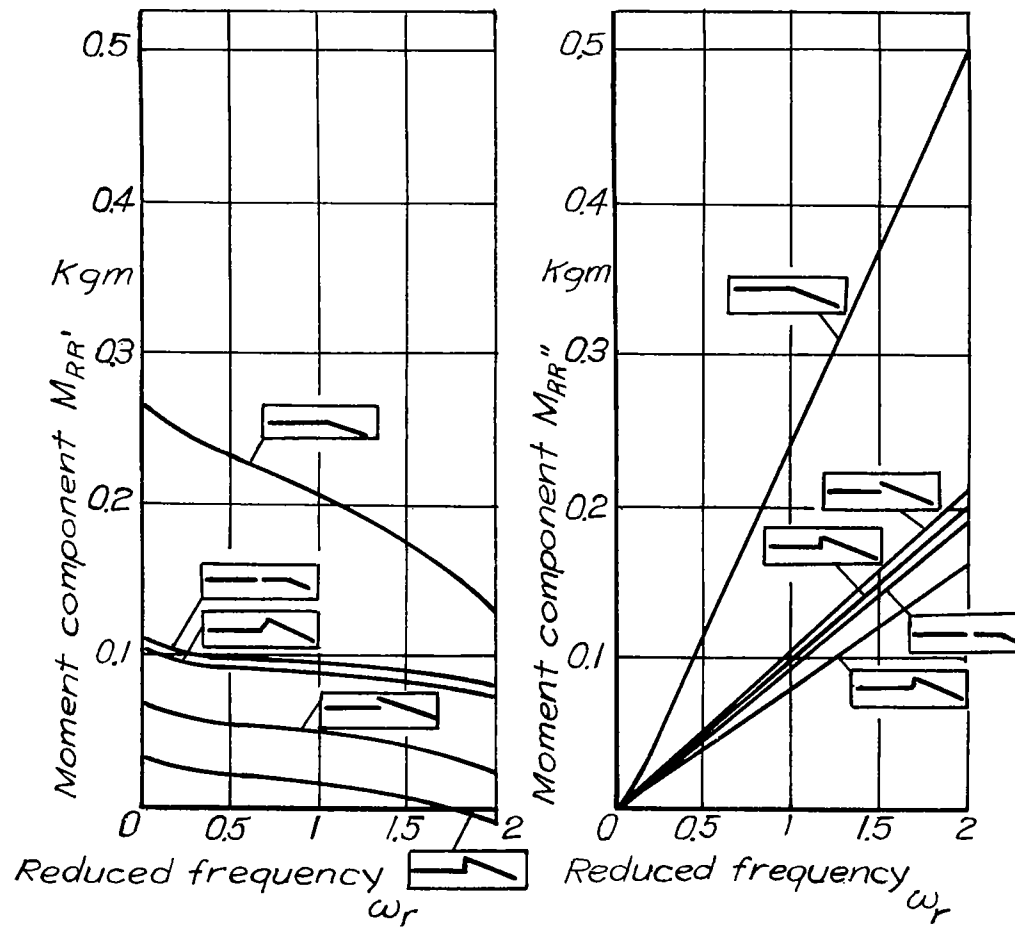 0.5
0.4
Kgm
0.3
0.2
0.1
Moment component M_RR'
0 0.5 1 1.5 2
Reduced frequency
ω_r
0.5
0.4
Kgm
0.3
0.2
0.1
Moment component M_RR"
0 0.5 1 1.5 2
Reduced frequency
ω_r